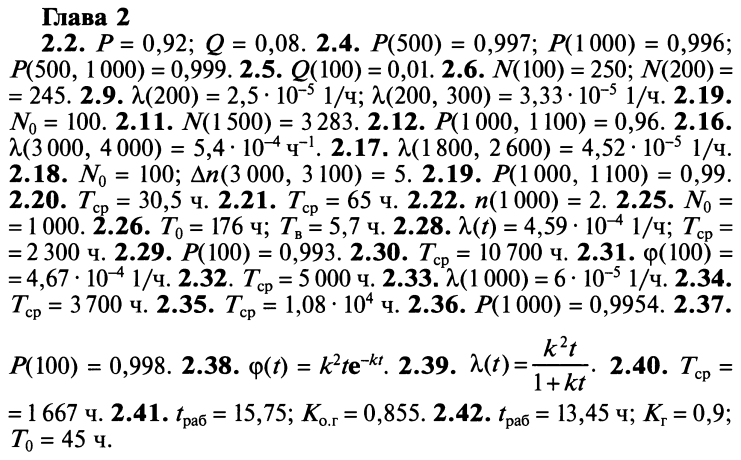 Глава 2
2.2. P = 0,92; Q = 0,08. 2.4. P(500) = 0,997; P(1 000) = 0,996;
P(500, 1 000) = 0,999. 2.5. Q(100) = 0,01. 2.6. N(100) = 250; N(200) =
= 245. 2.9. λ(200) = 2,5 · 10⁻⁵ 1/ч; λ(200, 300) = 3,33 · 10⁻⁵ 1/ч. 2.19.
N₀ = 100. 2.11. N(1 500) = 3 283. 2.12. P(1 000, 1 100) = 0,96. 2.16.
λ(3 000, 4 000) = 5,4 · 10⁻⁴ ч⁻¹. 2.17. λ(1 800, 2 600) = 4,52 · 10⁻⁵ 1/ч.
2.18. N₀ = 100; Δn(3 000, 3 100) = 5. 2.19. P(1 000, 1 100) = 0,99.
2.20. Tср = 30,5 ч. 2.21. Tср = 65 ч. 2.22. n(1 000) = 2. 2.25. N₀ =
= 1 000. 2.26. T₀ = 176 ч; Tв = 5,7 ч. 2.28. λ(t) = 4,59 · 10⁻⁴ 1/ч; Tср =
= 2 300 ч. 2.29. P(100) = 0,993. 2.30. Tср = 10 700 ч. 2.31. φ(100) =
= 4,67 · 10⁻⁴ 1/ч. 2.32. Tср = 5 000 ч. 2.33. λ(1 000) = 6 · 10⁻⁵ 1/ч. 2.34.
Tср = 3 700 ч. 2.35. Tср = 1,08 · 10⁴ ч. 2.36. P(1 000) = 0,9954. 2.37.
P(100) = 0,998. 2.38. φ(t) = k²te⁻ᵏᵗ. 2.39. λ(t) = k²t/(1 + kt). 2.40. Tср =
= 1 667 ч. 2.41. tраб = 15,75; Kо.г = 0,855. 2.42. tраб = 13,45 ч; Kг = 0,9;
T₀ = 45 ч.